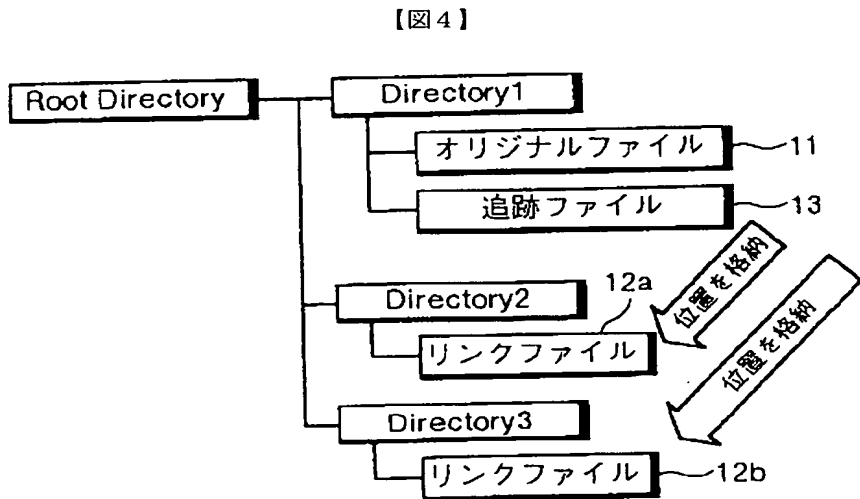 【図4】
Root Directory
Directory1
オリジナルファイル
11
追跡ファイル
13
位置を格納
位置を格納
Directory2
12a
リンクファイル
Directory3
リンクファイル
12b